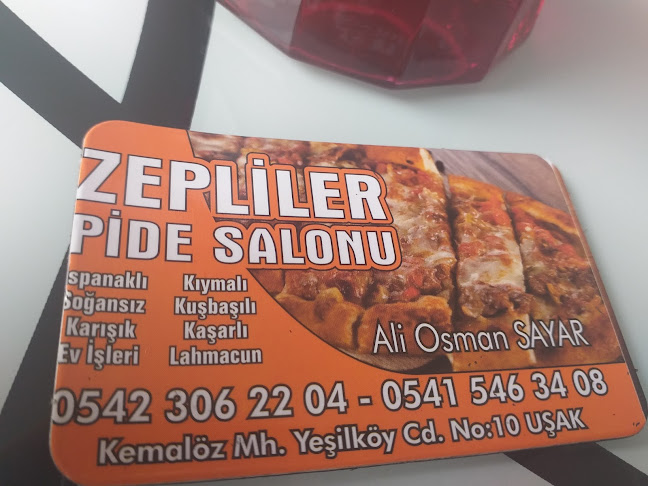 ZEPLİLER
PİDE SALONU
spanaklı Kıymalı
Soğansız Kuşbaşılı
Karışık Kaşarlı
Ev İşleri Lahmacun
Ali Osman SAYAR
0542 306 22 04 - 0541 546 34 08
Kemalöz Mh. Yeşilköy Cd. No:10 UŞAK